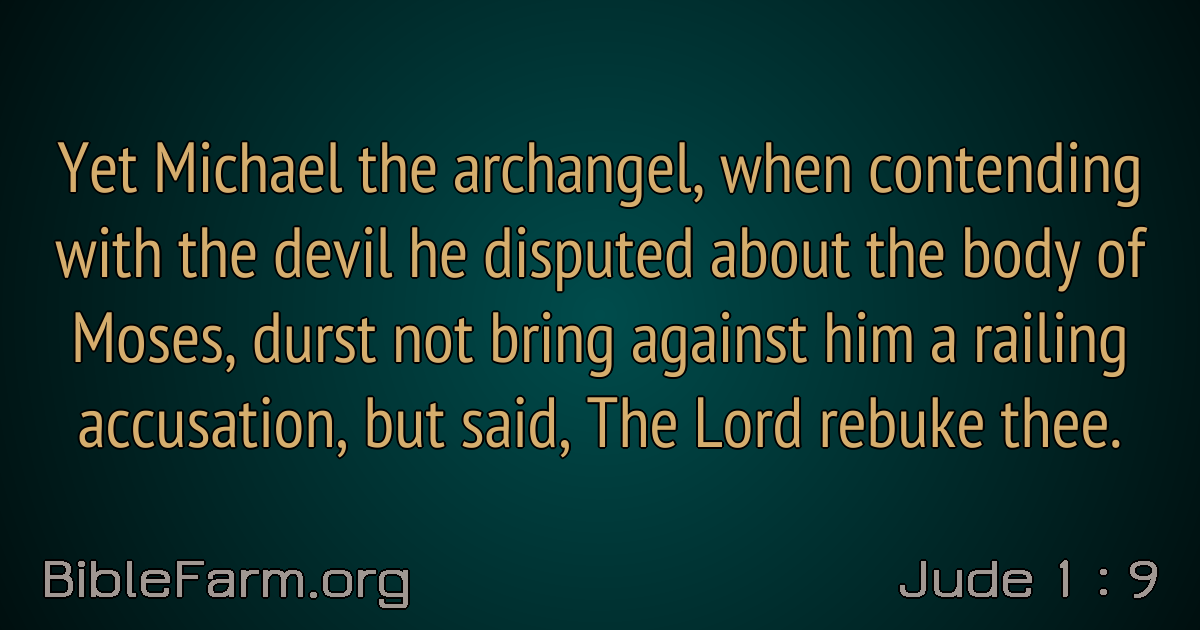 Yet Michael the archangel, when contending
with the devil he disputed about the body of
Moses, durst not bring against him a railing
accusation, but said, The Lord rebuke thee.
BibleFarm.org
Jude 1 : 9